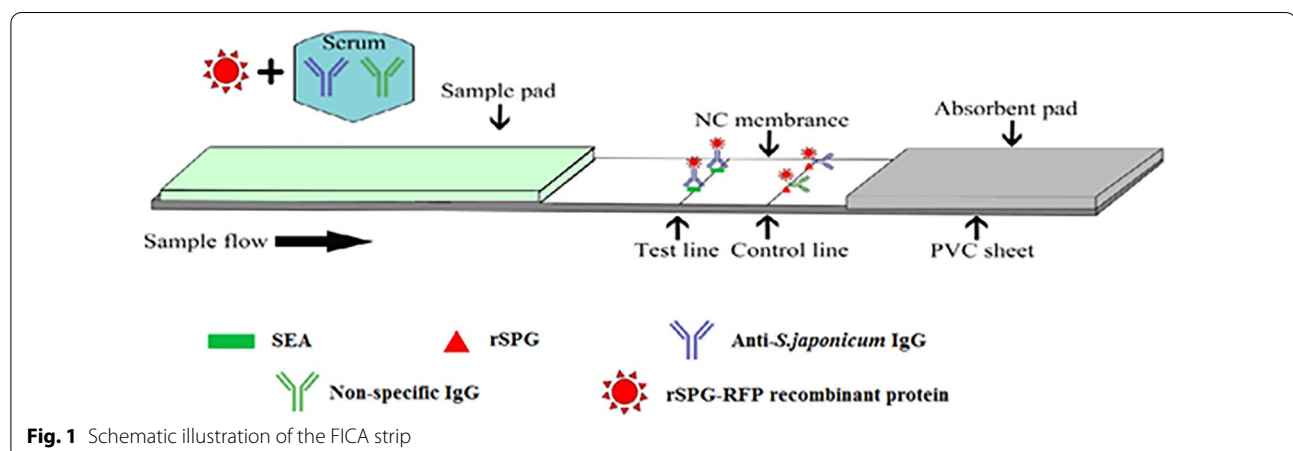 Serum
Sample pad
NC membrance
Absorbent pad
Sample flow
Test line
Control line
PVC sheet
SEA
rSPG
Anti-S.japonicum IgG
Non-specific IgG
rSPG-RFP recombinant protein
Fig. 1 Schematic illustration of the FICA strip